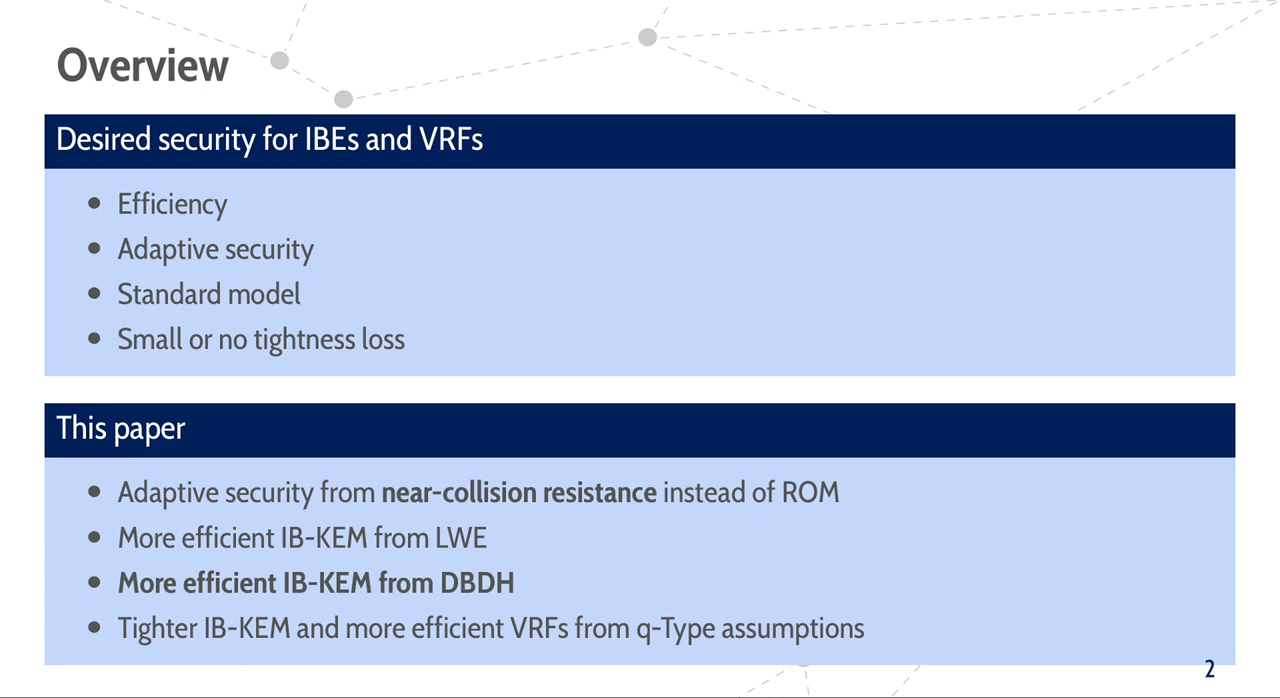 Overview
Desired security for IBEs and VRFs
• Efficiency
• Adaptive security
• Standard model
• Small or no tightness loss
This paper
• Adaptive security from near-collision resistance instead of ROM
• More efficient IB-KEM from LWE
• More efficient IB-KEM from DBDH
• Tighter IB-KEM and more efficient VRFs from q-Type assumptions
2